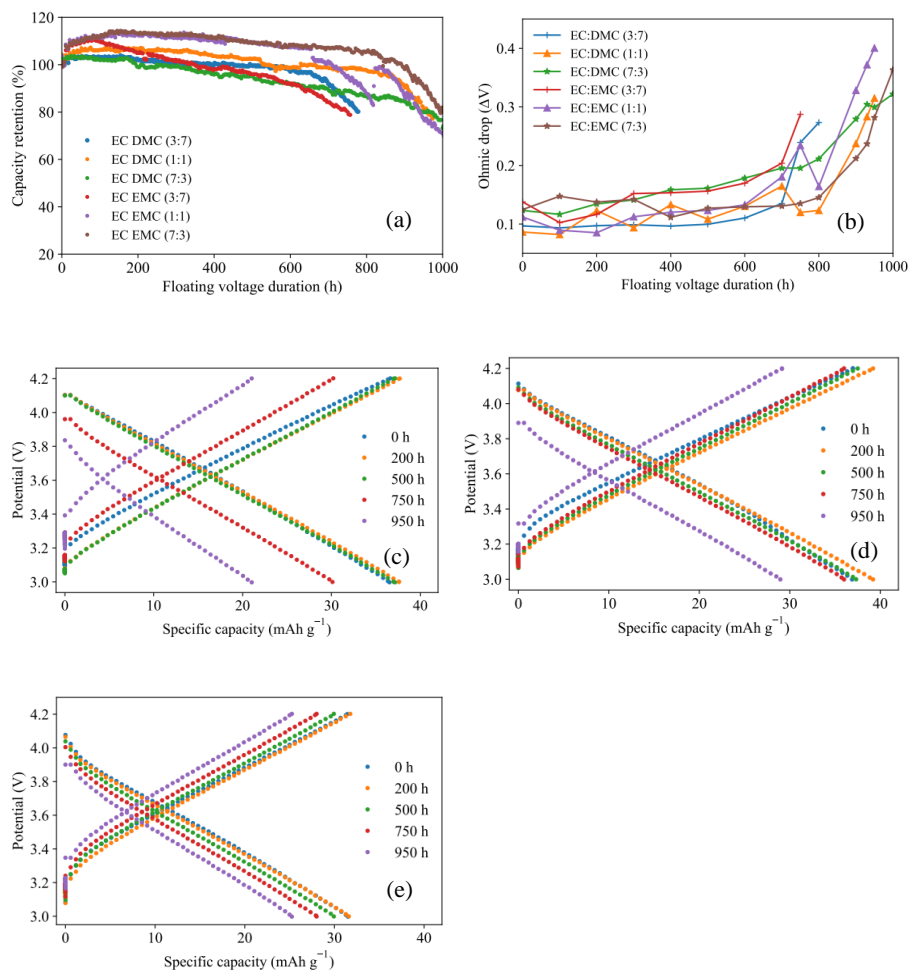 120
100
80
60
40
20
Capacity retention (%)
EC DMC (3:7)
EC DMC (1:1)
EC DMC (7:3)
EC EMC (3:7)
EC EMC (1:1)
EC EMC (7:3)
(a)
0 200 400 600 800 1000
Floating voltage duration (h)
0.4
0.3
0.2
0.1
Ohmic drop (ΔV)
EC:DMC (3:7)
EC:DMC (1:1)
EC:DMC (7:3)
EC:EMC (3:7)
EC:EMC (1:1)
EC:EMC (7:3)
(b)
0 200 400 600 800 1000
Floating voltage duration (h)
4.2
4.0
3.8
3.6
3.4
3.2
3.0
Potential (V)
0 h
200 h
500 h
750 h
950 h
(c)
0 10 20 30 40
Specific capacity (mAh g⁻¹)
4.2
4.0
3.8
3.6
3.4
3.2
3.0
Potential (V)
0 h
200 h
500 h
750 h
950 h
(d)
0 10 20 30 40
Specific capacity (mAh g⁻¹)
4.2
4.0
3.8
3.6
3.4
3.2
3.0
Potential (V)
0 h
200 h
500 h
750 h
950 h
(e)
0 10 20 30 40
Specific capacity (mAh g⁻¹)